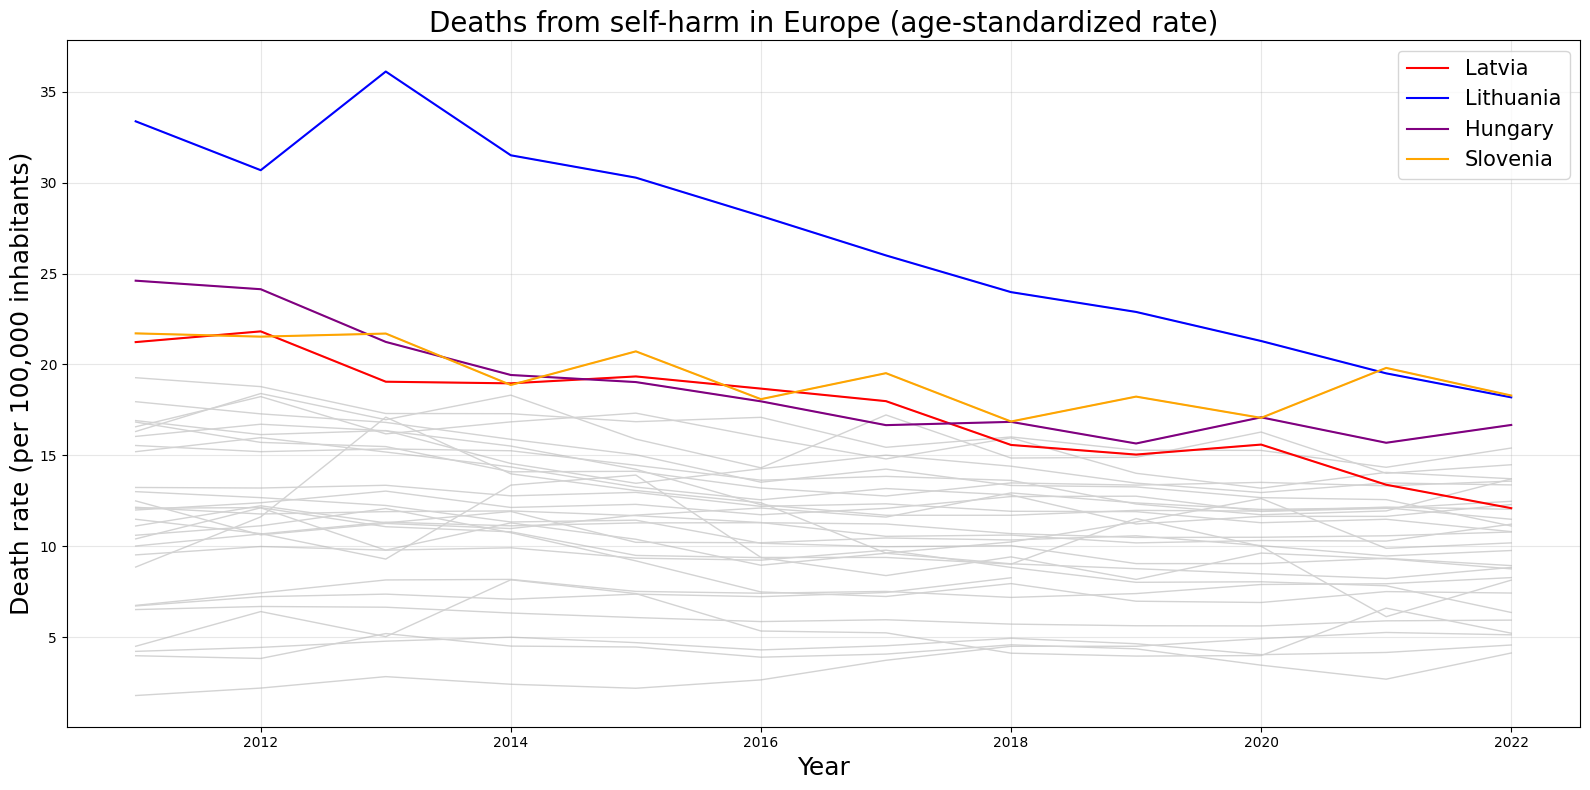 Deaths from self-harm in Europe (age-standardized rate)
Latvia
Lithuania
Hungary
Slovenia
Death rate (per 100,000 inhabitants)
35
30
25
20
15
10
5
2012 2014 2016 2018 2020 2022
Year